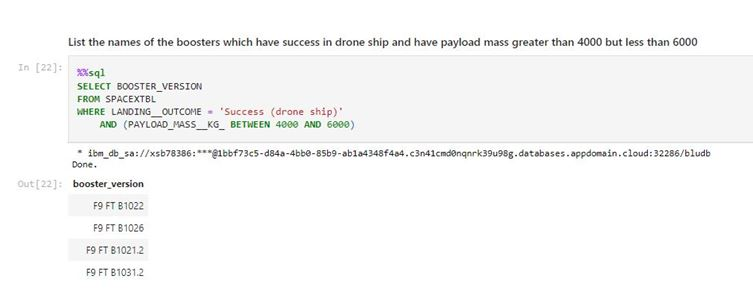 List the names of the boosters which have success in drone ship and have payload mass greater than 4000 but less than 6000
In [22]:
%%sql
SELECT BOOSTER_VERSION
FROM SPACEXTBL
WHERE LANDING__OUTCOME = 'Success (drone ship)'
AND (PAYLOAD_MASS__KG_ BETWEEN 4000 AND 6000)
* ibm_db_sa://xsb78386:***@1bbf73c5-d84a-4bb0-85b9-ab1a4348f4a4.c3n41cmd0nqnrk39u98g.databases.appdomain.cloud:32286/bludb
Done.
Out[22]:
booster_version
F9 FT B1022
F9 FT B1026
F9 FT B1021.2
F9 FT B1031.2